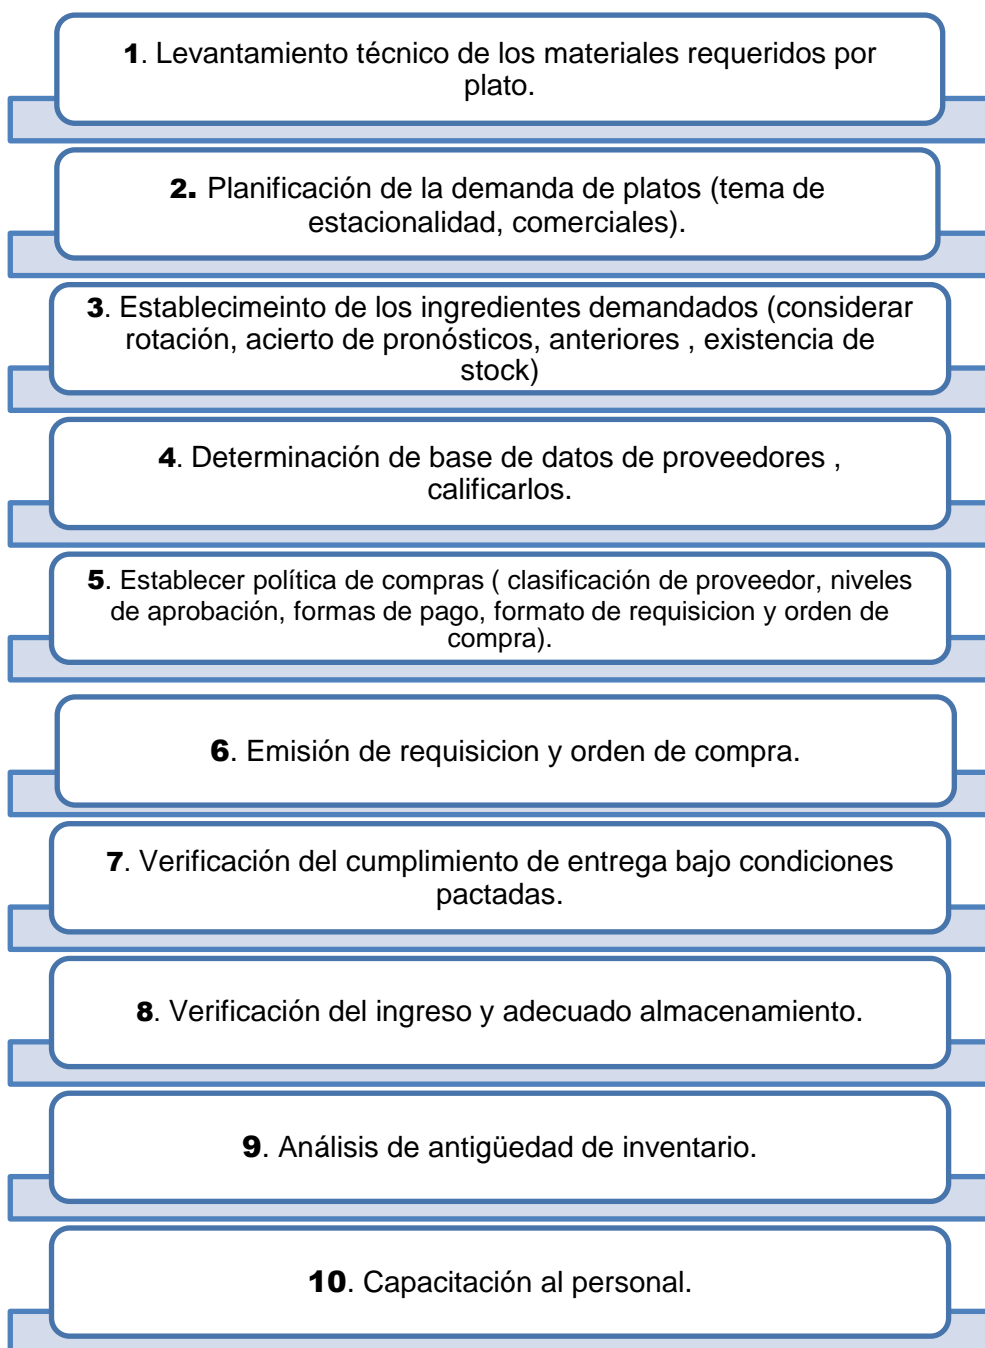 1. Levantamiento técnico de los materiales requeridos por
plato.
2. Planificación de la demanda de platos (tema de
estacionalidad, comerciales).
3. Establecimeinto de los ingredientes demandados (considerar
rotación, acierto de pronósticos, anteriores , existencia de
stock)
4. Determinación de base de datos de proveedores ,
calificarlos.
5. Establecer política de compras ( clasificación de proveedor, niveles
de aprobación, formas de pago, formato de requisicion y orden de
compra).
6. Emisión de requisicion y orden de compra.
7. Verificación del cumplimiento de entrega bajo condiciones
pactadas.
8. Verificación del ingreso y adecuado almacenamiento.
9. Análisis de antigüedad de inventario.
10. Capacitación al personal.